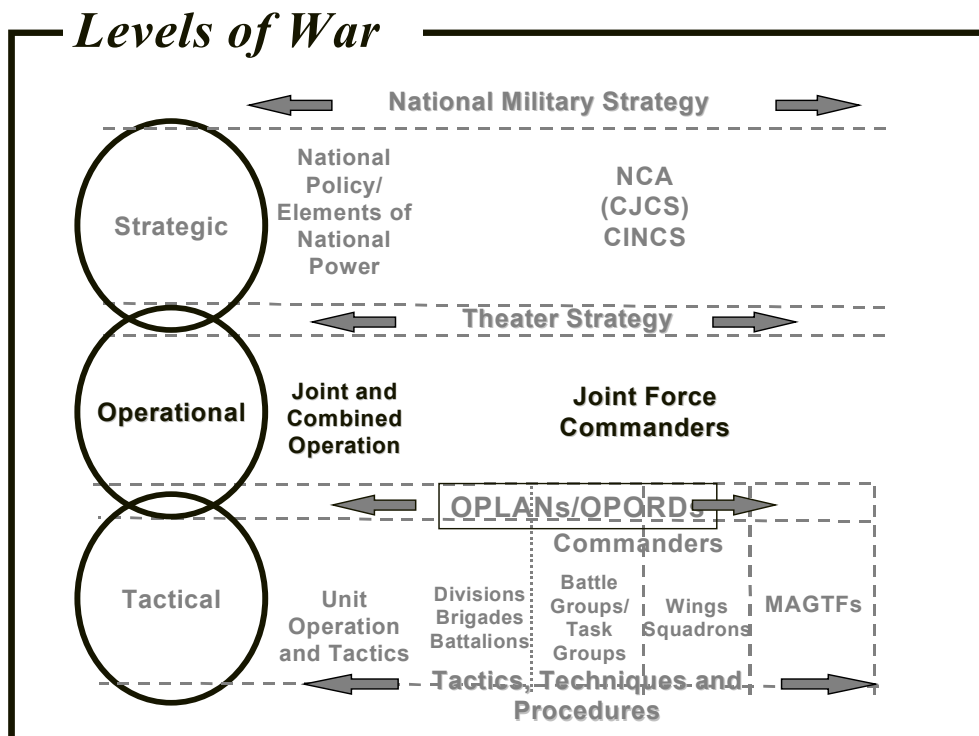 Levels of War
National Military Strategy
Strategic
National
Policy/
Elements of
National
Power
NCA
(CJCS)
CINCS
Theater Strategy
Operational
Joint and
Combined
Operation
Joint Force
Commanders
OPLANs/OPORDs
Commanders
Tactical
Unit
Operation
and Tactics
Divisions
Brigades
Battalions
Battle
Groups/
Task
Groups
Wings
Squadrons
MAGTFs
Tactics, Techniques and
Procedures